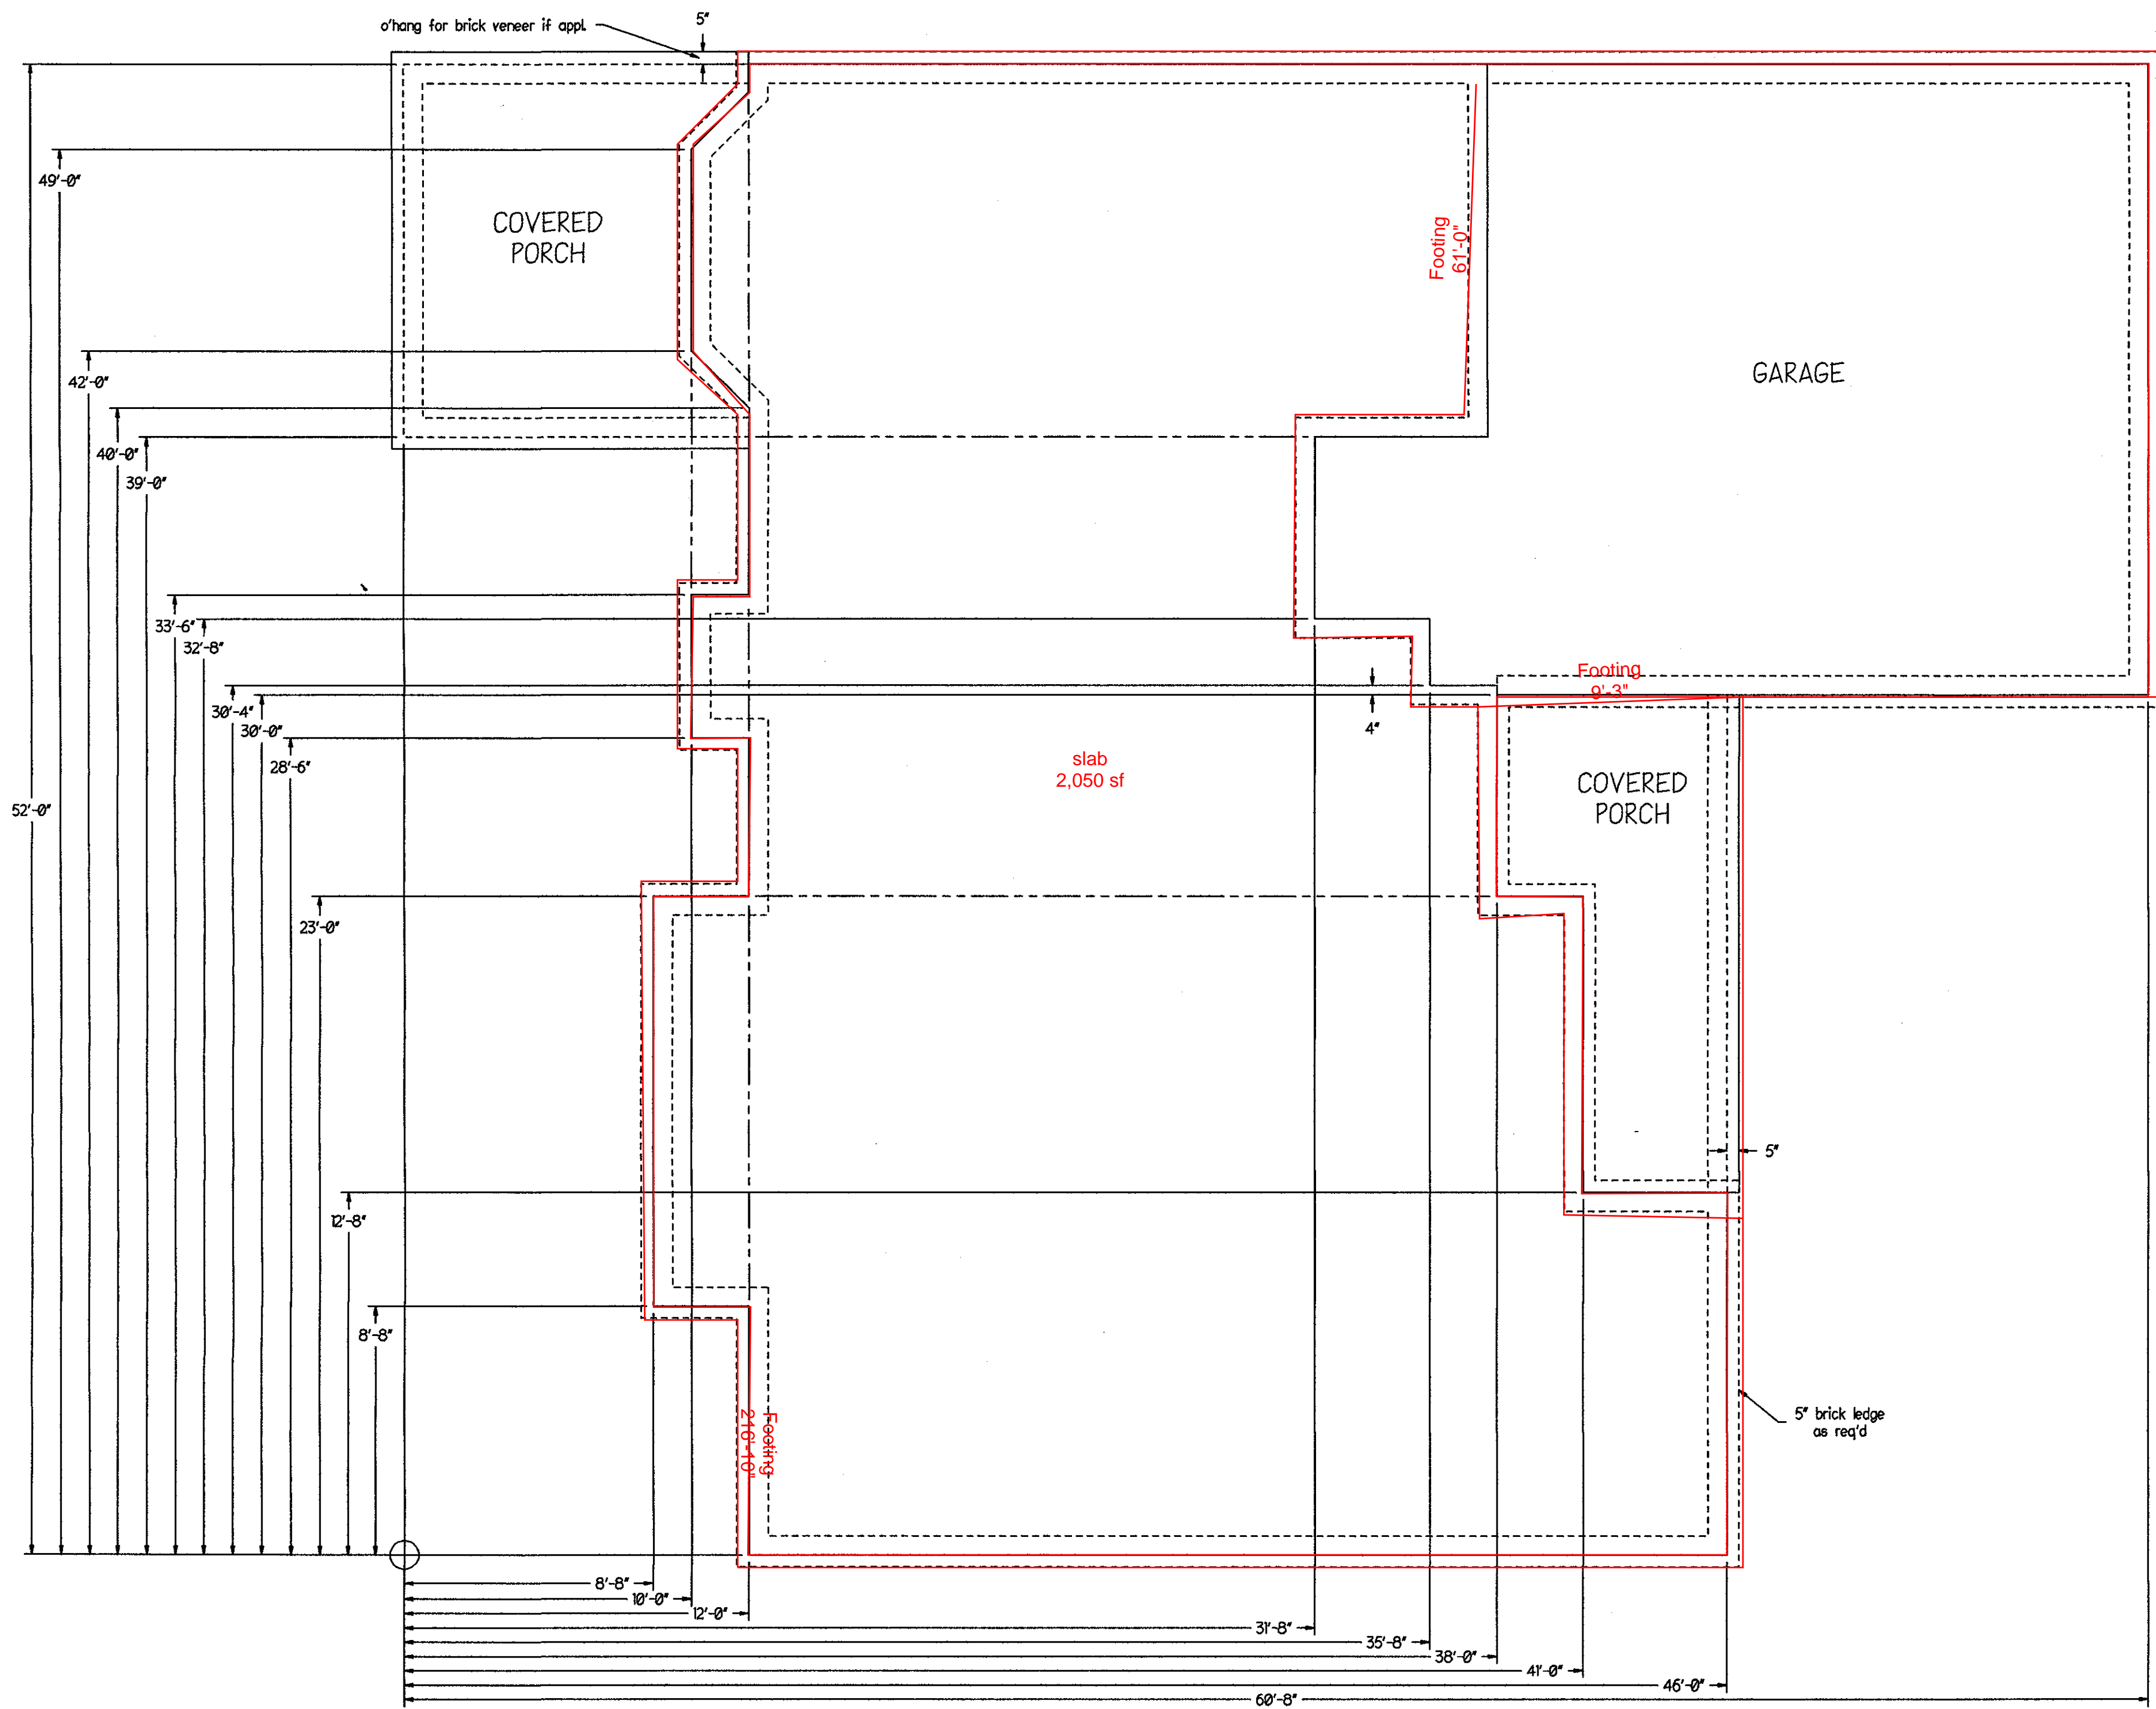 5"
o'hang for brick veneer if appl.
49'-0"
COVERED
PORCH
Footing
61'-0"
GARAGE
42'-0"
40'-0"
39'-0"
33'-6"
32'-8"
Footing
9'-3"
30'-4"
30'-0"
4"
28'-6"
slab
2,050 sf
COVERED
PORCH
52'-0"
23'-0"
5"
12'-8"
8'-8"
5" brick ledge
as req'd
Footing
216'-10"
8'-8"
10'-0"
12'-0"
31'-8"
35'-8"
38'-0"
41'-0"
46'-0"
60'-8"